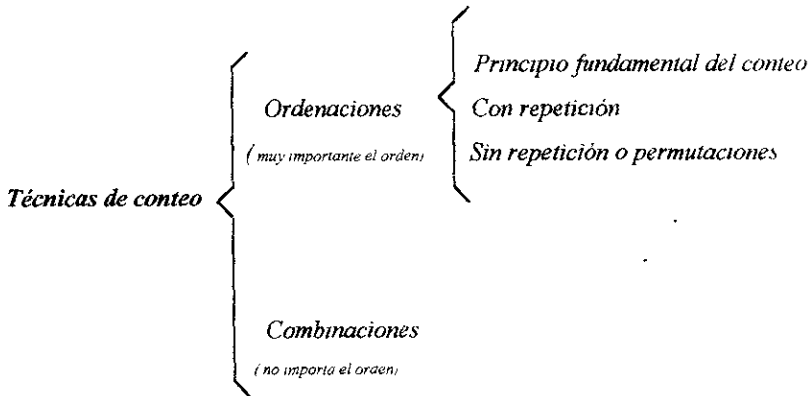 Principio fundamental del conteo
Ordenaciones
Con repetición
( muy importante el orden)
Sin repetición o permutaciones
Técnicas de conteo
Combinaciones
( no importa el orden)